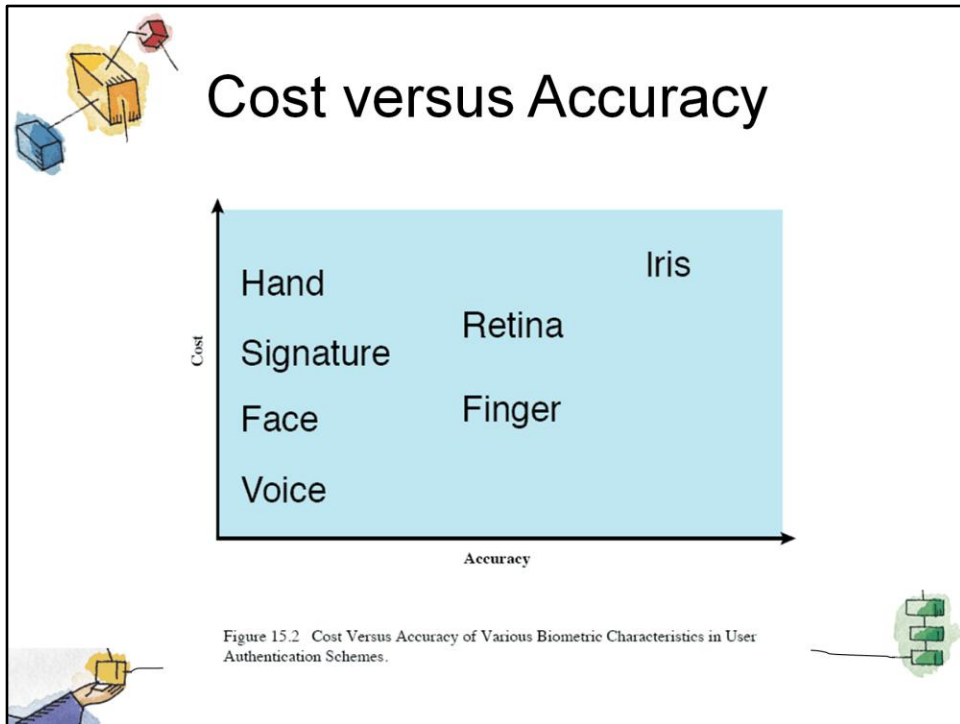 Cost versus Accuracy
Iris
Hand
Retina
Signature
Cost
Finger
Face
Voice
Accuracy
Figure 15.2 Cost Versus Accuracy of Various Biometric Characteristics in User
Authentication Schemes.